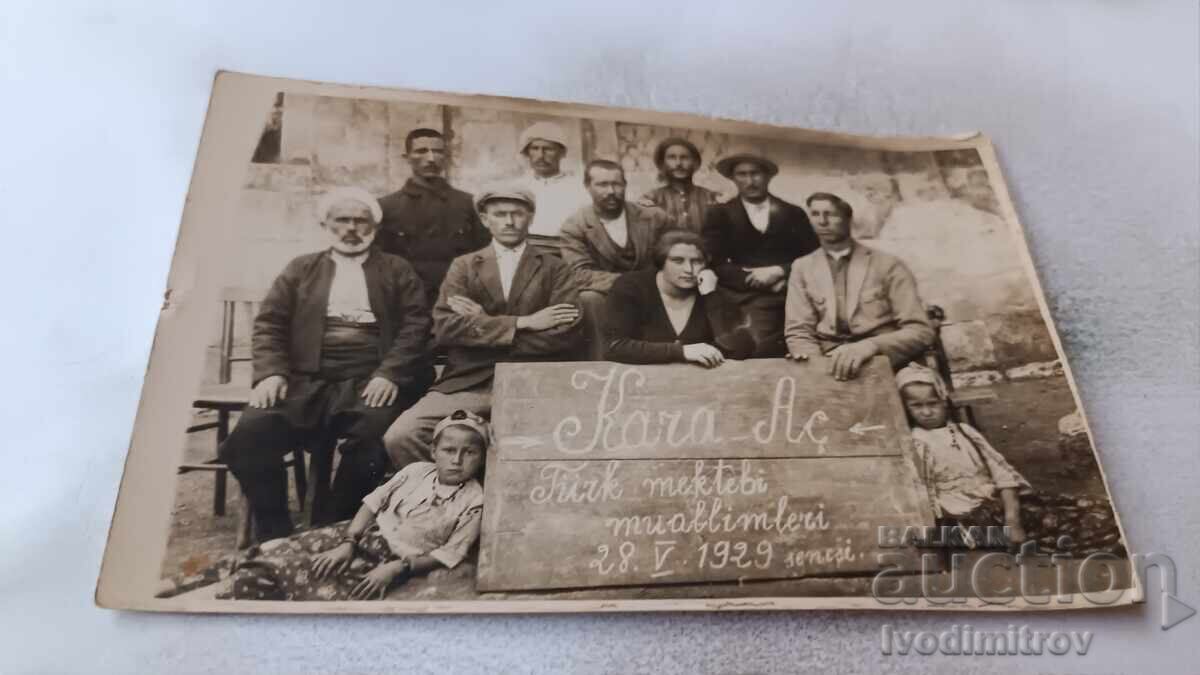 → Kara Aç ←
Türk mektebi
muallimleri
28. V. 1929 senesi.
BALKAN
auction
Ivodimitrov